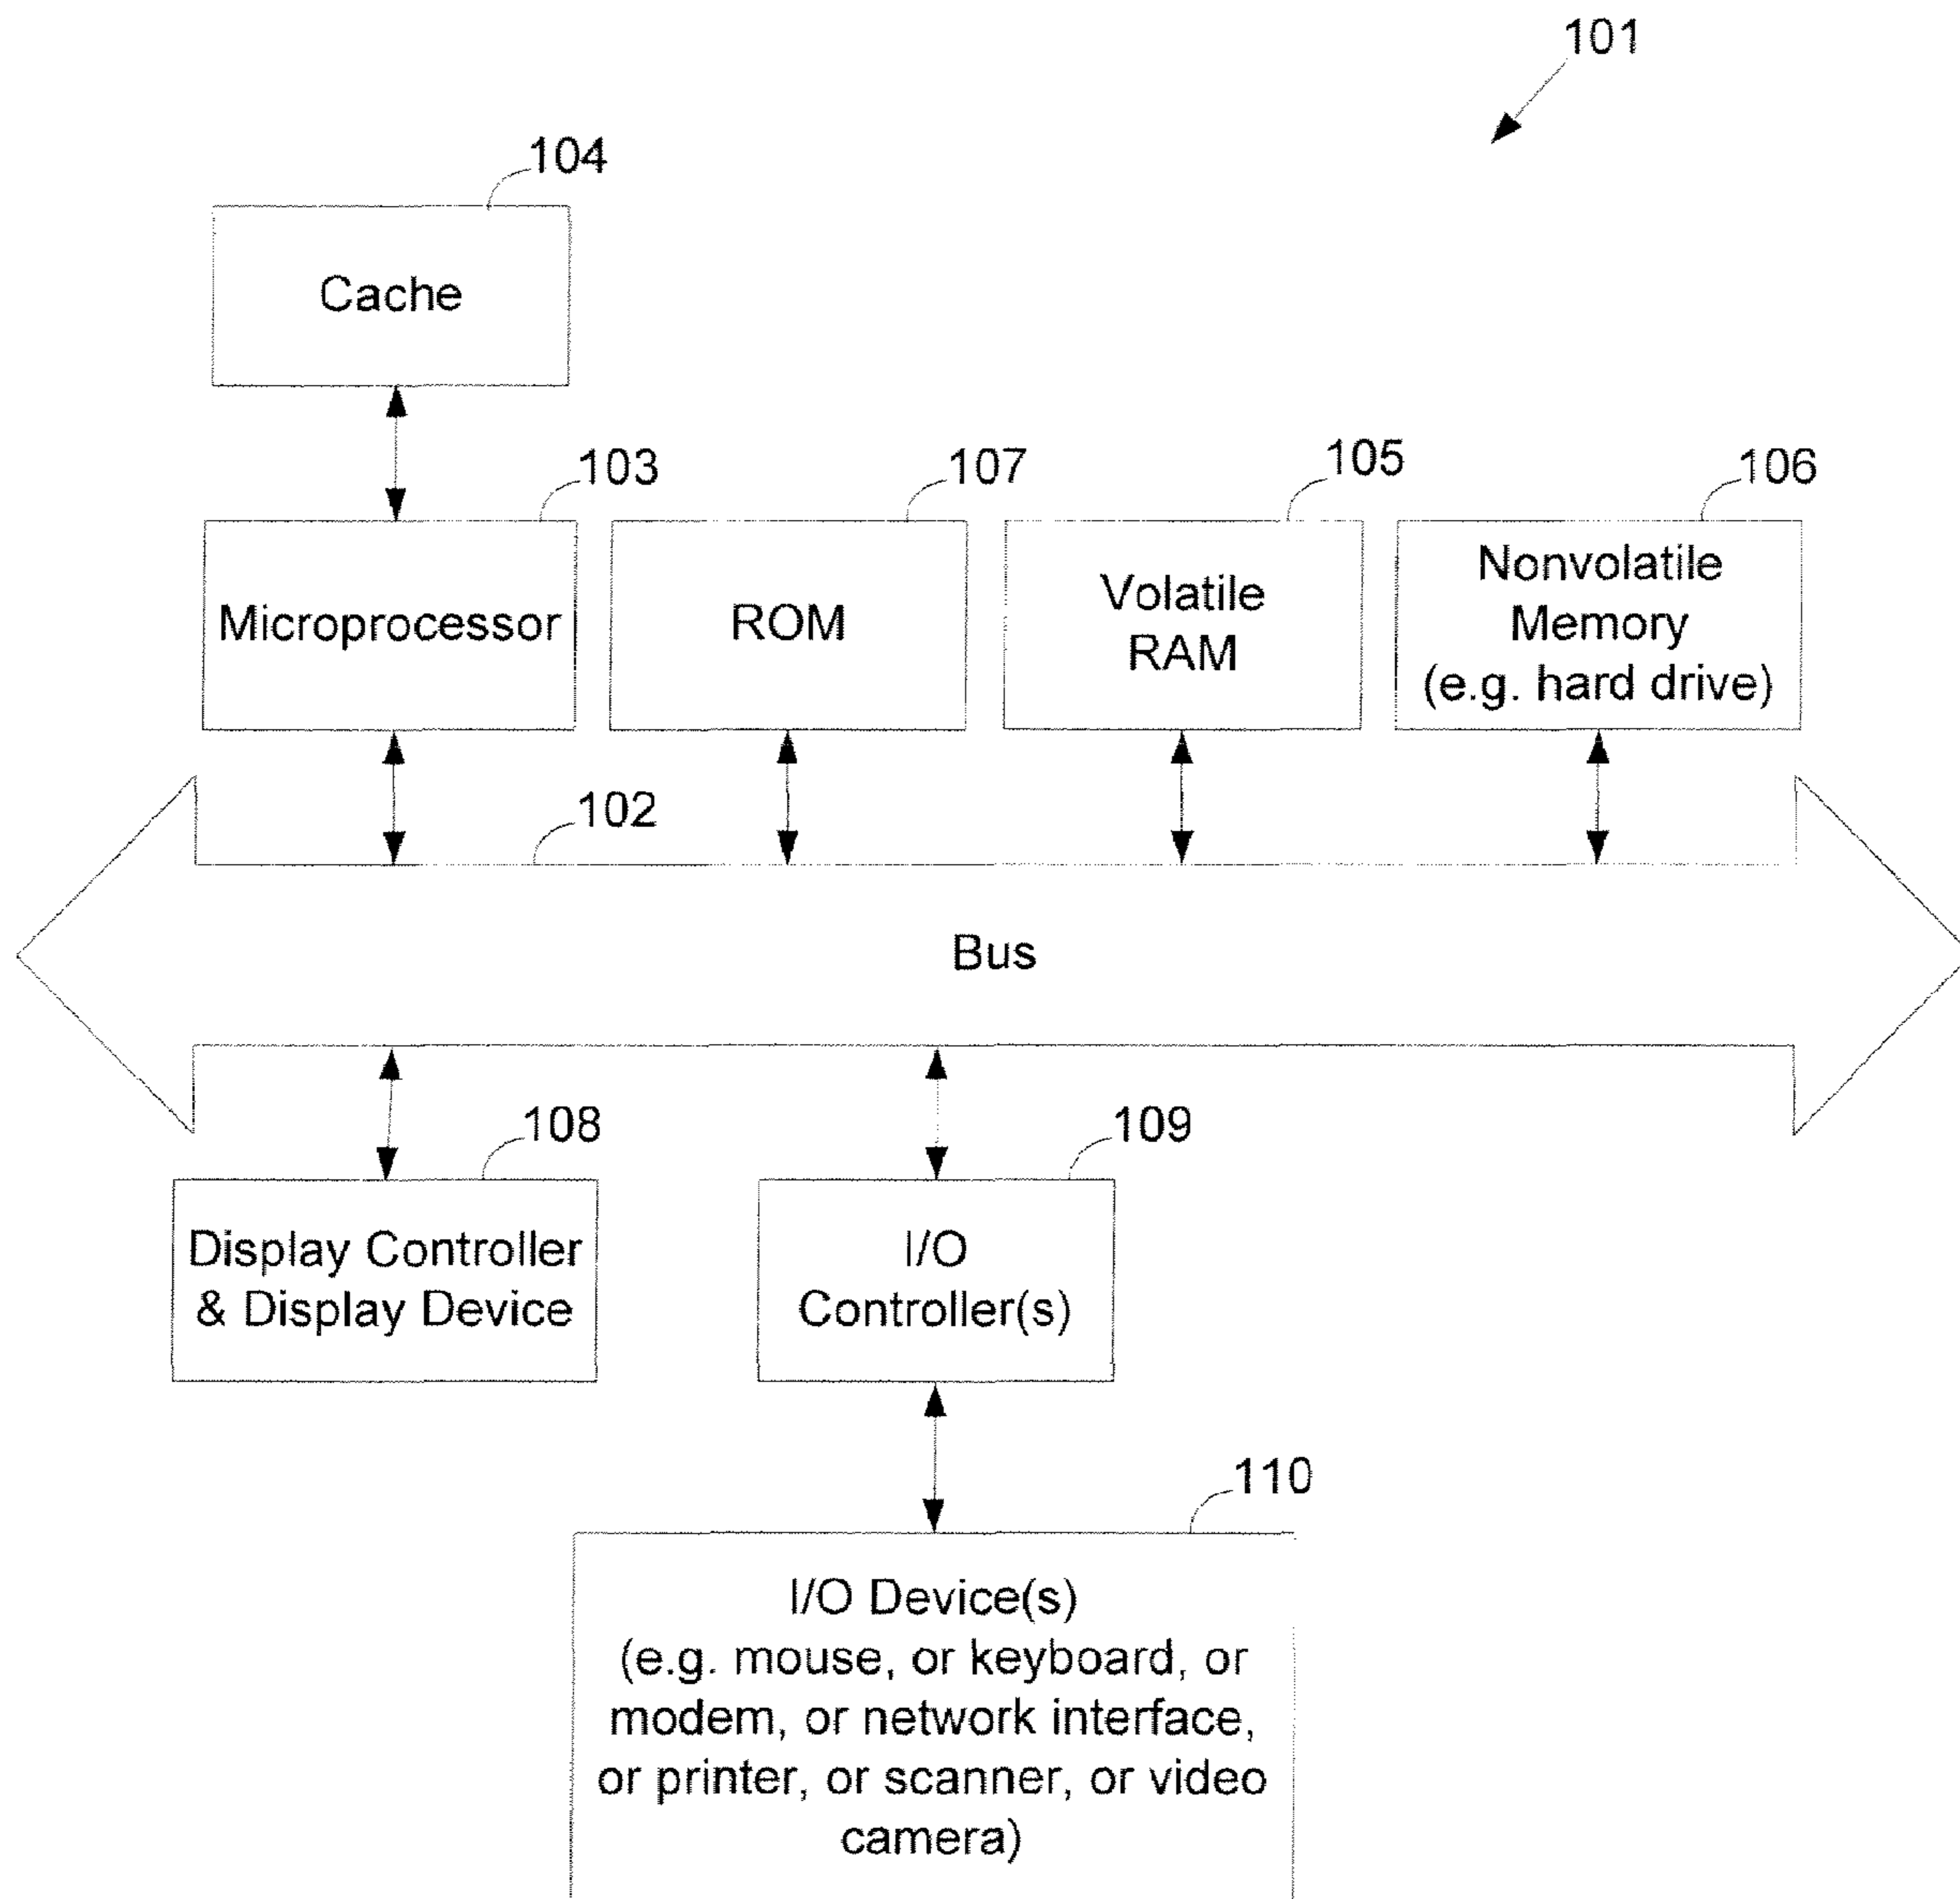 101
104
Cache
103
107
105
106
Microprocessor
ROM
Volatile
RAM
Nonvolatile
Memory
(e.g. hard drive)
102
Bus
108
109
Display Controller
& Display Device
I/O
Controller(s)
110
I/O Device(s)
(e.g. mouse, or keyboard, or
modem, or network interface,
or printer, or scanner, or video
camera)